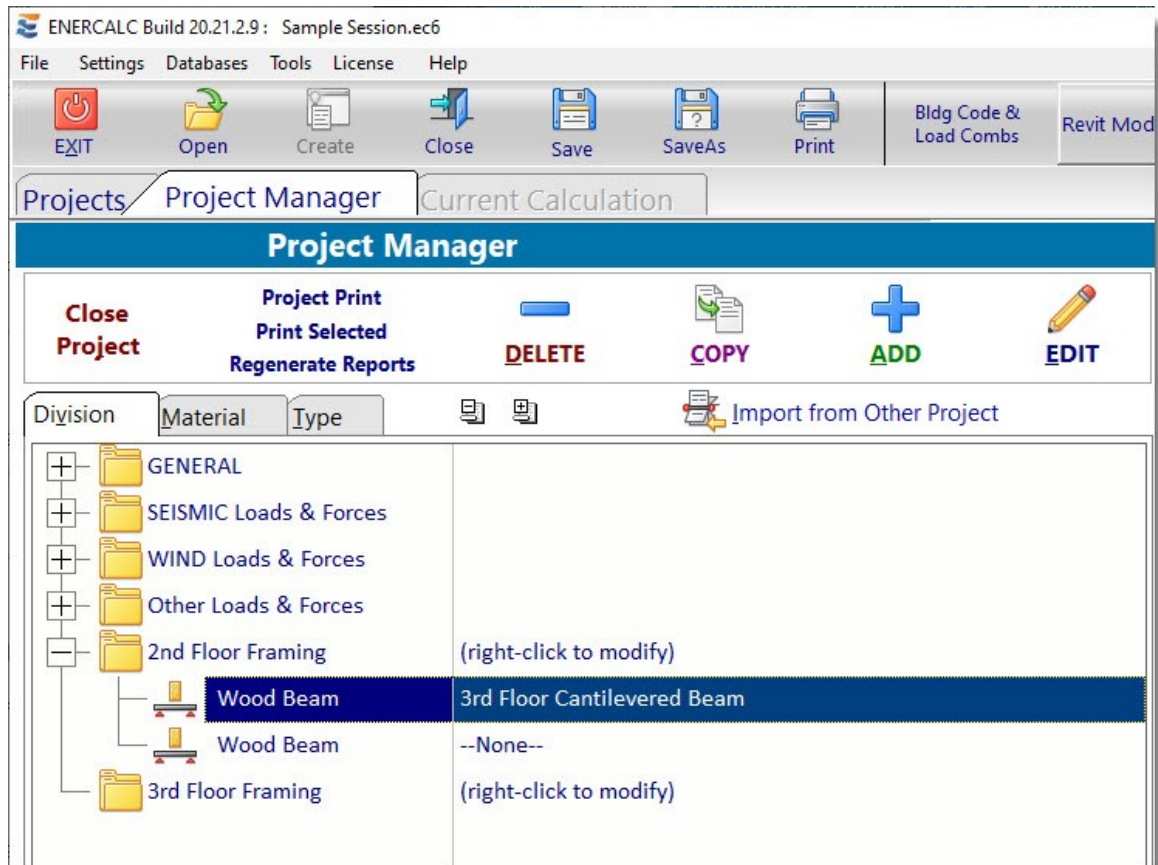 ENERCALC Build 20.21.2.9 : Sample Session.ec6
File Settings Databases Tools License Help
EXIT Open Create Close Save SaveAs Print
Bldg Code &
Load Combs
Revit Mod
Projects Project Manager Current Calculation
Project Manager
Close
Project
Project Print
Print Selected
Regenerate Reports
DELETE COPY ADD EDIT
Division Material Type Import from Other Project
GENERAL
SEISMIC Loads & Forces
WIND Loads & Forces
Other Loads & Forces
2nd Floor Framing (right-click to modify)
Wood Beam 3rd Floor Cantilevered Beam
Wood Beam --None--
3rd Floor Framing (right-click to modify)